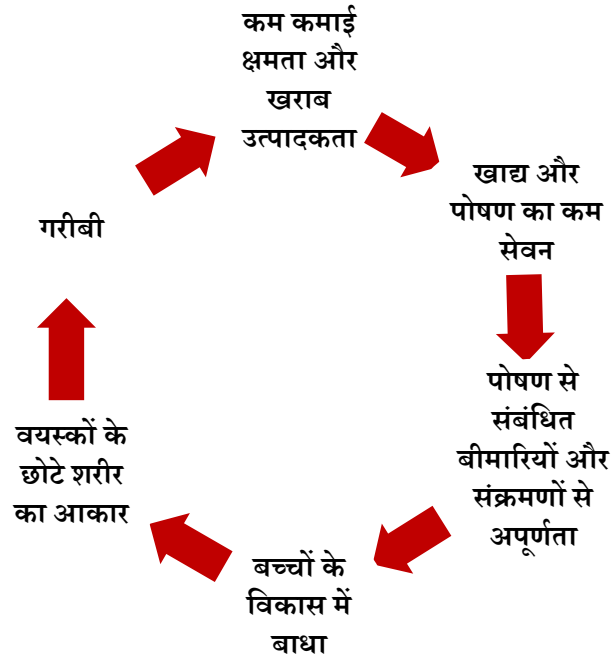 कम कमाई
क्षमता और
खराब
उत्पादकता
खाद्य और
पोषण का कम
सेवन
पोषण से
संबंधित
बीमारियों और
संक्रमणों से
अपूर्णता
बच्चों के
विकास में
बाधा
वयस्कों के
छोटे शरीर
का आकार
गरीबी